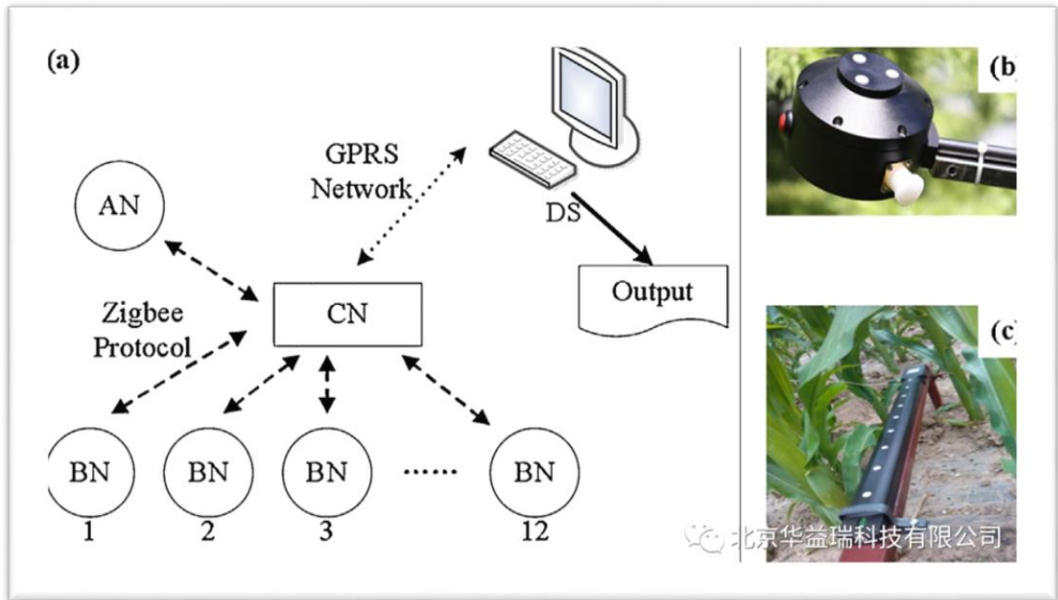 (a)
GPRS
Network
DS
Output
AN
CN
Zigbee
Protocol
BN
BN
BN
......
BN
1
2
3
12
(b)
(c)
北京华益瑞科技有限公司